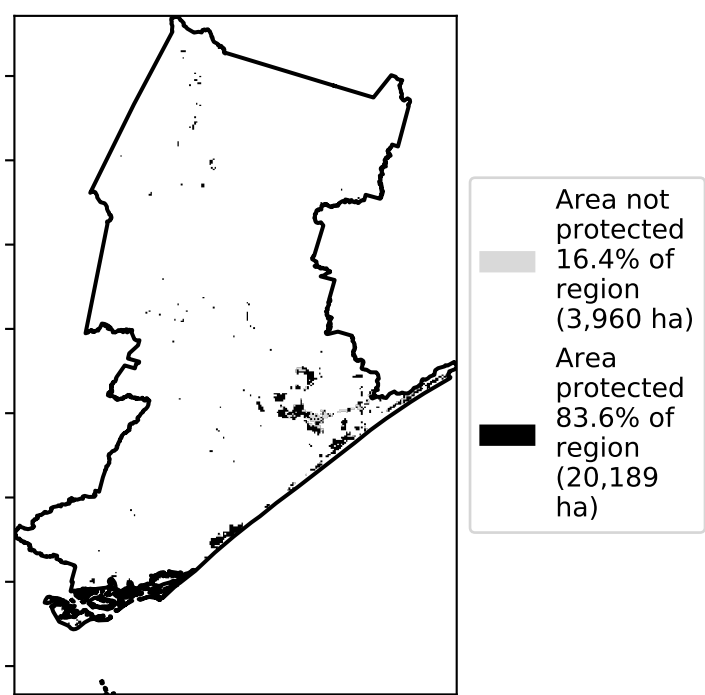 Area not
protected
16.4% of
region
(3,960 ha)
Area
protected
83.6% of
region
(20,189
ha)